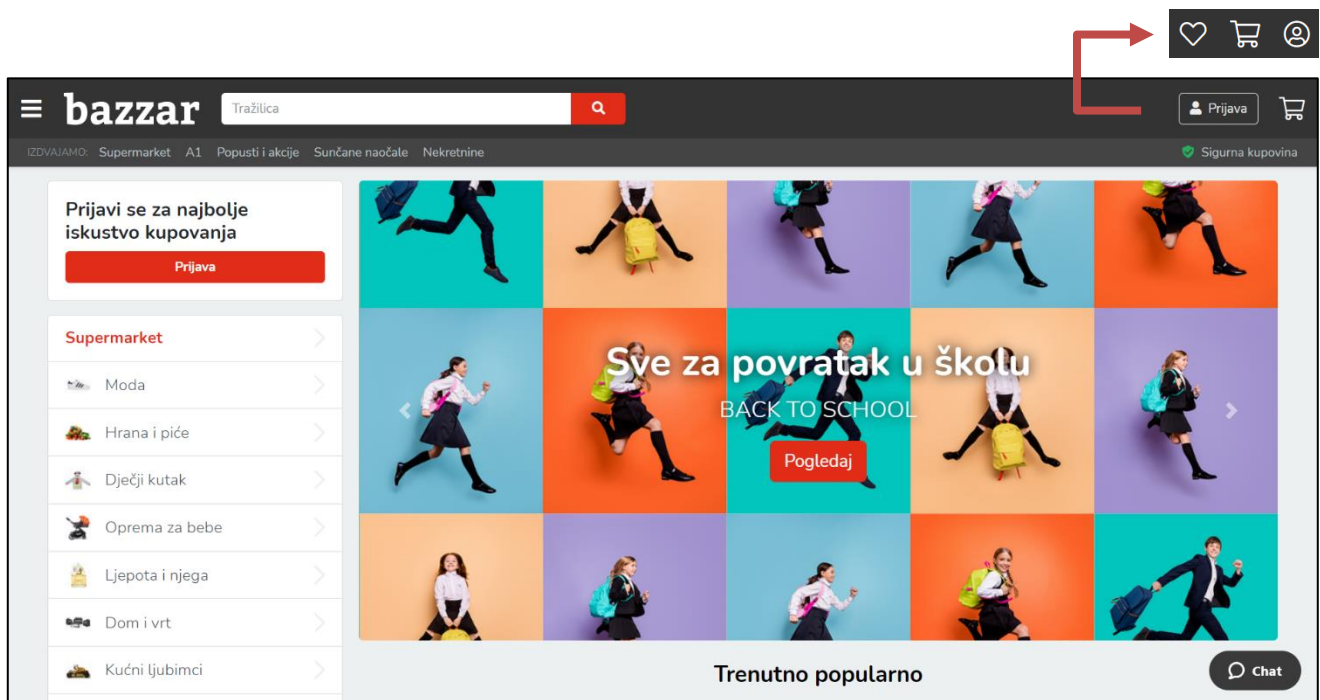 bazzar
Tražilica
Prijava
IZDVAJAMO: Supermarket A1 Popusti i akcije Sunčane naočale Nekretnine
Sigurna kupovina
Prijavi se za najbolje
iskustvo kupovanja
Prijava
Supermarket
Moda
Hrana i piće
Dječji kutak
Oprema za bebe
Ljepota i njega
Dom i vrt
Kućni ljubimci
Sve za povratak u školu
BACK TO SCHOOL
Pogledaj
Trenutno popularno
Chat